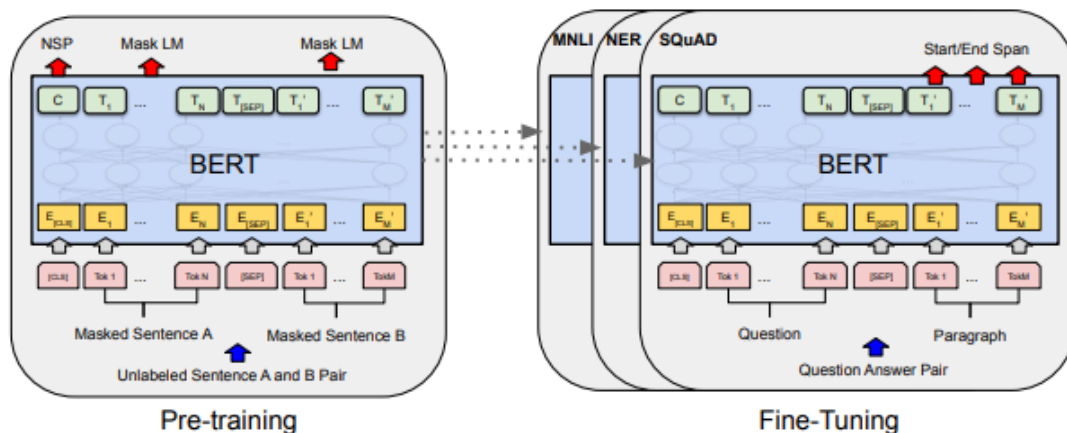 NSP Mask LM Mask LM
C T1 ... TN T[SEP] T1' ... TM'
BERT
E[CLS] E1 ... EN E[SEP] E1' ... EM'
[CLS] Tok 1 ... Tok N [SEP] Tok 1 ... TokM
Masked Sentence A Masked Sentence B
Unlabeled Sentence A and B Pair
Pre-training
MNLI NER SQuAD
Start/End Span
C T1 ... TN T[SEP] T1' ... TM'
BERT
E[CLS] E1 ... EN E[SEP] E1' ... EM'
[CLS] Tok 1 ... Tok N [SEP] Tok 1 ... TokM
Question Paragraph
Question Answer Pair
Fine-Tuning